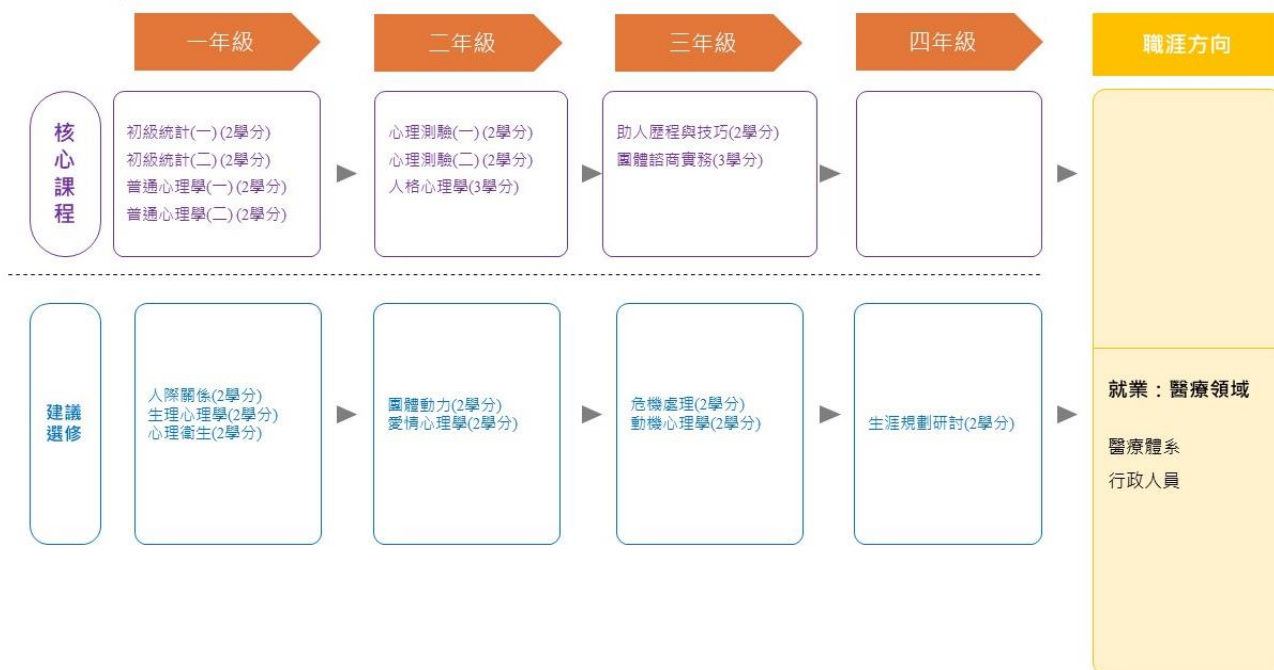 一年級
二年級
三年級
四年級
職涯方向
核心課程
初級統計(一)(2學分)
初級統計(二)(2學分)
普通心理學(一)(2學分)
普通心理學(二)(2學分)
心理測驗(一)(2學分)
心理測驗(二)(2學分)
人格心理學(3學分)
助人歷程與技巧(2學分)
團體諮商實務(3學分)
建議
選修
人際關係(2學分)
生理心理學(2學分)
心理衛生(2學分)
團體動力(2學分)
愛情心理學(2學分)
危機處理(2學分)
動機心理學(2學分)
生涯規劃研討(2學分)
就業：醫療領域
醫療體系
行政人員